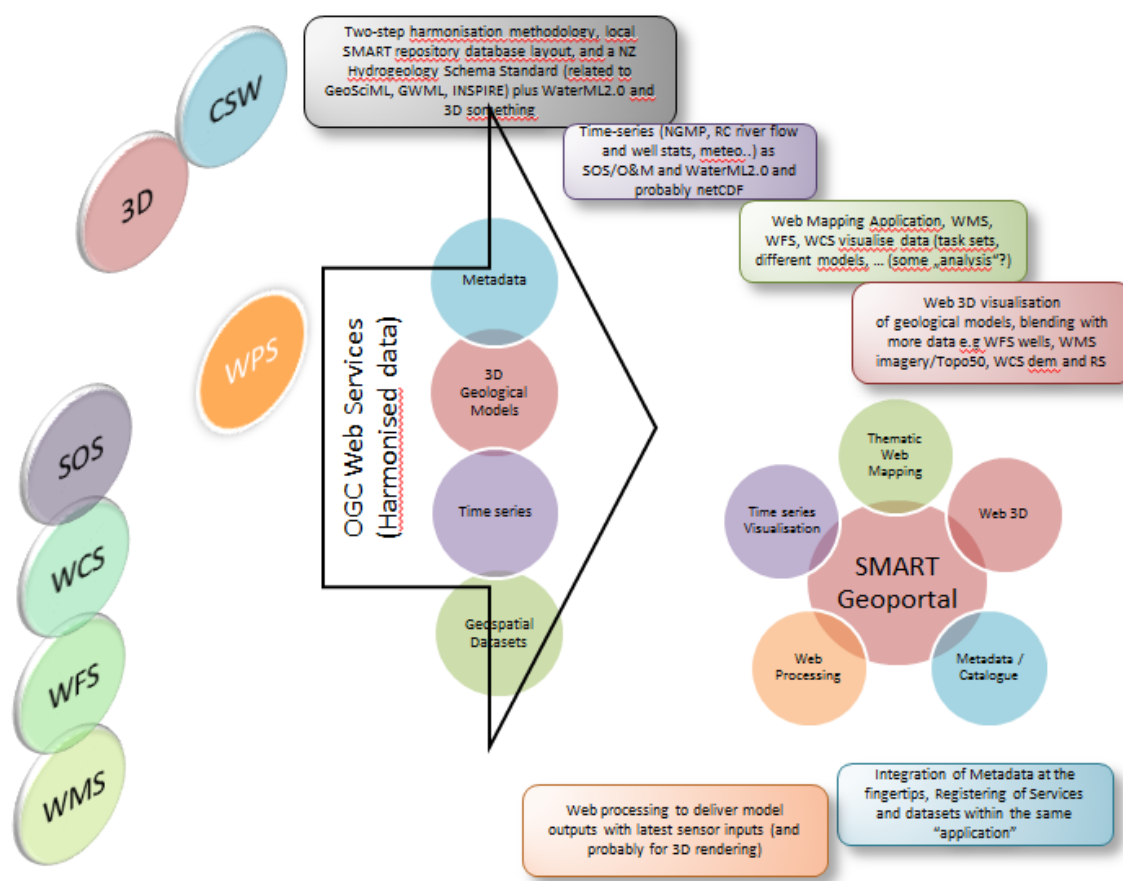 Two-step harmonisation methodology, local
SMART repository database layout, and a NZ
Hydrogeology Schema Standard (related to
GeoSciML, GWML, INSPIRE) plus WaterML2.0 and
3D something
CSW
3D
Time-series (NGMP, RC river flow
and well stats, meteo..) as
SOS/O&M and WaterML2.0 and
probably netCDF
Web Mapping Application, WMS,
WFS, WCS visualise data (task sets,
different models, ... (some „analysis“?)
Web 3D visualisation
of geological models, blending with
more data e.g WFS wells, WMS
imagery/Topo50, WCS dem and RS
WPS
SOS
WCS
WFS
WMS
OGC Web Services
(Harmonised data)
Metadata
3D
Geological
Models
Time series
Geospatial
Datasets
Thematic
Web
Mapping
Time series
Visualisation
Web 3D
SMART
Geoportal
Web
Processing
Metadata /
Catalogue
Web processing to deliver model
outputs with latest sensor inputs (and
probably for 3D rendering)
Integration of Metadata at the
fingertips, Registering of Services
and datasets within the same
“application”